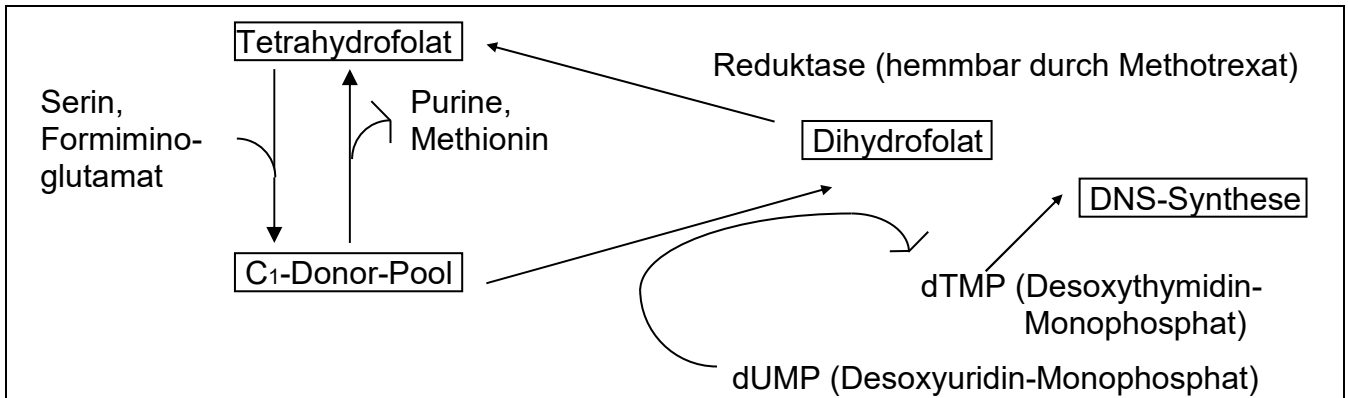 Tetrahydrofolat
Reduktase (hemmbar durch Methotrexat)
Serin,
Formimino-
glutamat
Purine,
Methionin
Dihydrofolat
DNS-Synthese
C1-Donor-Pool
dTMP (Desoxythymidin-
Monophosphat)
dUMP (Desoxyuridin-Monophosphat)